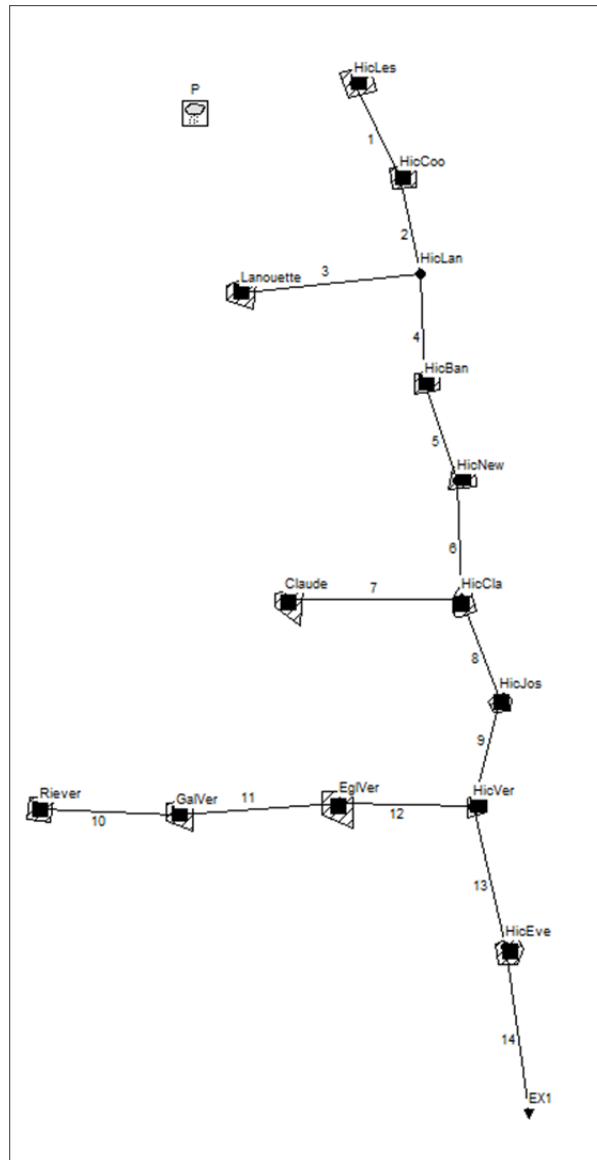 HicLes
P
1
HicCoo
2
HicLan
Lanouette
3
4
HicBan
5
HicNew
6
Claude
7
HicCla
8
HicJos
9
Riever
10
GalVer
11
EglVer
12
HicVer
13
HicEve
14
EX1